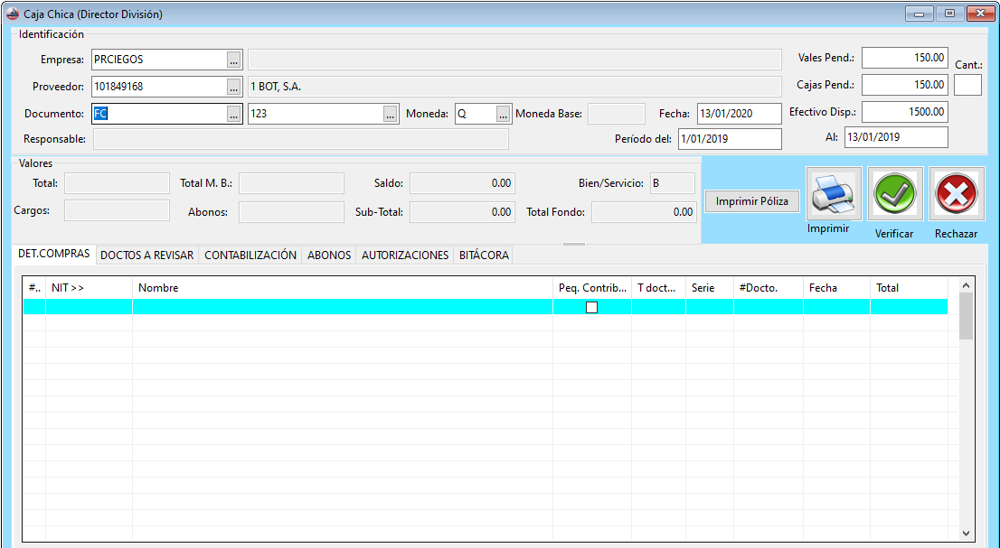 Caja Chica (Director División)
Identificación
Empresa: PRCIEGOS ... Vales Pend.: 150.00 Cant.:
Proveedor: 101849168 ... 1 BOT, S.A. Cajas Pend.: 150.00
Documento: FC ... 123 ... Moneda: Q ... Moneda Base: Fecha: 13/01/2020 Efectivo Disp.: 1500.00
Responsable: Período del: 1/01/2019 Al: 13/01/2019
Valores
Total: Total M. B.: Saldo: 0.00 Bien/Servicio: B
Cargos: Abonos: Sub-Total: 0.00 Total Fondo: 0.00
Imprimir Póliza
Imprimir Verificar Rechazar
DET.COMPRAS DOCTOS A REVISAR CONTABILIZACIÓN ABONOS AUTORIZACIONES BITÁCORA
#.. NIT >> Nombre Peq. Contrib... T doct... Serie #Docto. Fecha Total